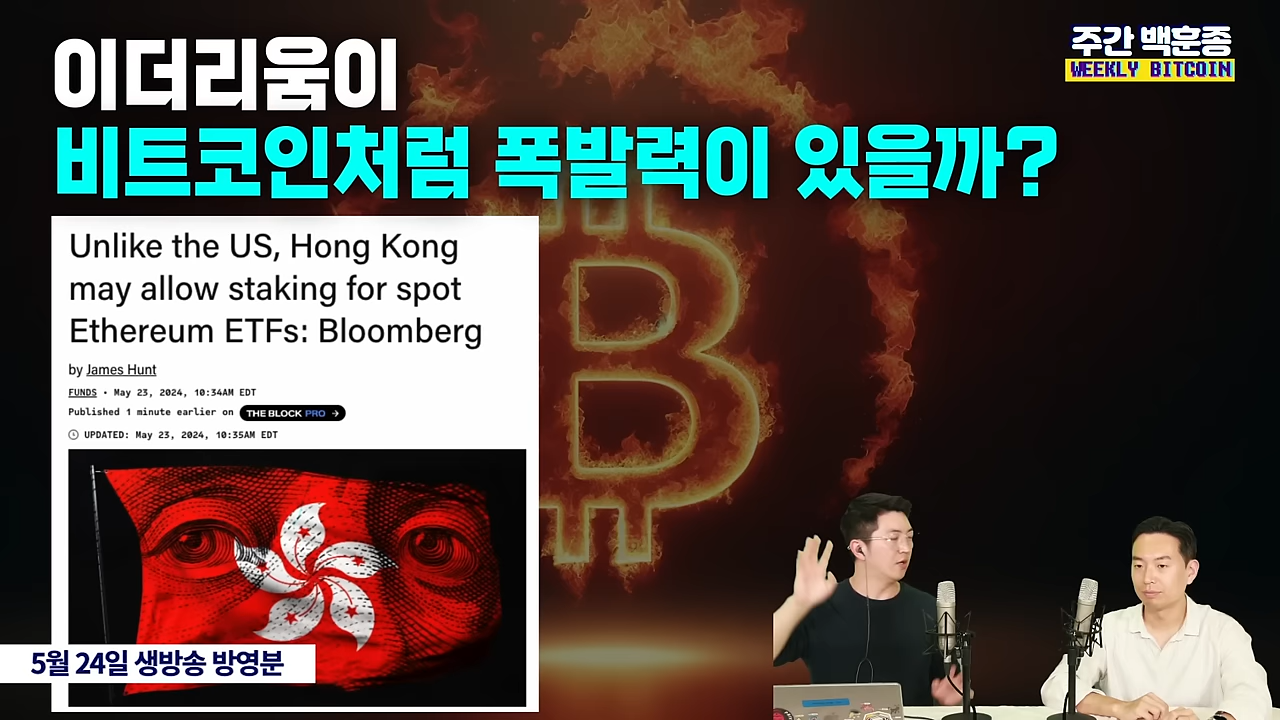 이더리움이
비트코인처럼 폭발력이 있을까?
주간 백훈종
WEEKLY BITCOIN
Unlike the US, Hong Kong
may allow staking for spot
Ethereum ETFs: Bloomberg
by James Hunt
FUNDS • May 23, 2024, 10:34AM EDT
Published 1 minute earlier on THE BLOCK PRO →
UPDATED: May 23, 2024, 10:35AM EDT
5월 24일 생방송 방영분